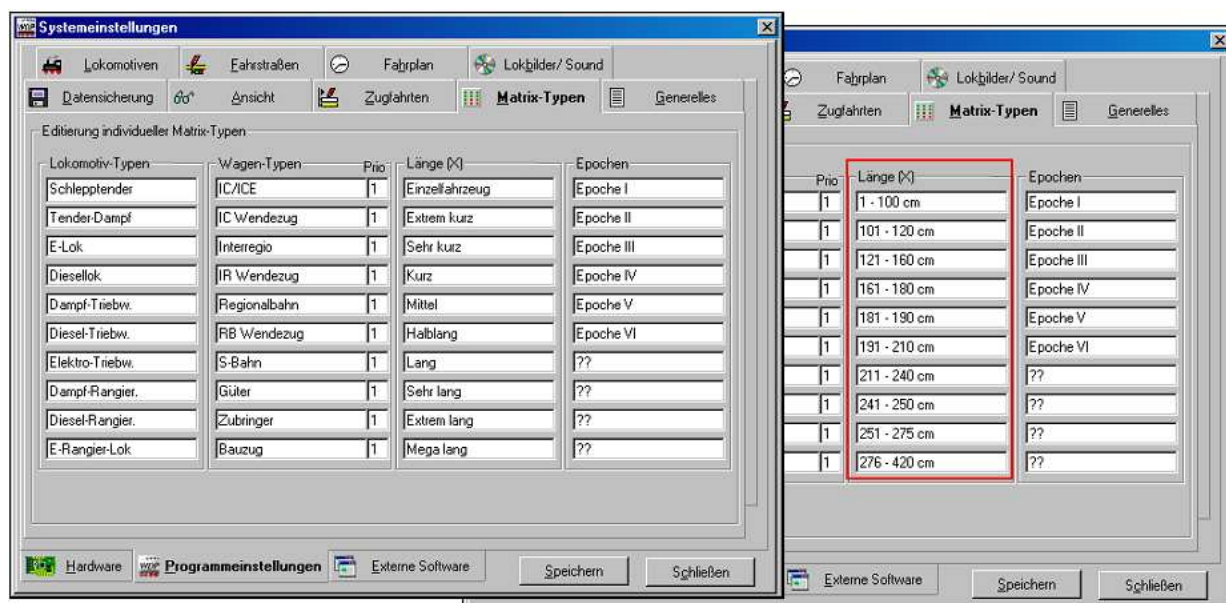 Systemeinstellungen
Lokomotiven Fahrstraßen Fahrplan Lokbilder/ Sound
Datensicherung Ansicht Zugfahrten Matrix-Typen Generelles
Editierung individueller Matrix-Typen
Lokomotiv-Typen Wagen-Typen Prio Länge (X) Epochen
Schlepptender IC/ICE 1 Einzelfahrzeug Epoche I
Tender-Dampf IC Wendezug 1 Extrem kurz Epoche II
E-Lok Interregio 1 Sehr kurz Epoche III
Diesellok IR Wendezug 1 Kurz Epoche IV
Dampf-Triebw. Regionalbahn 1 Mittel Epoche V
Diesel-Triebw. RB Wendezug 1 Halblang Epoche VI
Elektro-Triebw. S-Bahn 1 Lang ??
Dampf-Rangier. Güter 1 Sehr lang ??
Diesel-Rangier. Zubringer 1 Extrem lang ??
E-Rangier-Lok Bauzug 1 Mega lang ??
Hardware Programmeinstellungen Externe Software Speichern Schließen
Fahrplan Lokbilder/ Sound
Zugfahrten Matrix-Typen Generelles
Prio Länge (X) Epochen
1 1 - 100 cm Epoche I
1 101 - 120 cm Epoche II
1 121 - 160 cm Epoche III
1 161 - 180 cm Epoche IV
1 181 - 190 cm Epoche V
1 191 - 210 cm Epoche VI
1 211 - 240 cm ??
1 241 - 250 cm ??
1 251 - 275 cm ??
1 276 - 420 cm ??
Externe Software Speichern Schließen